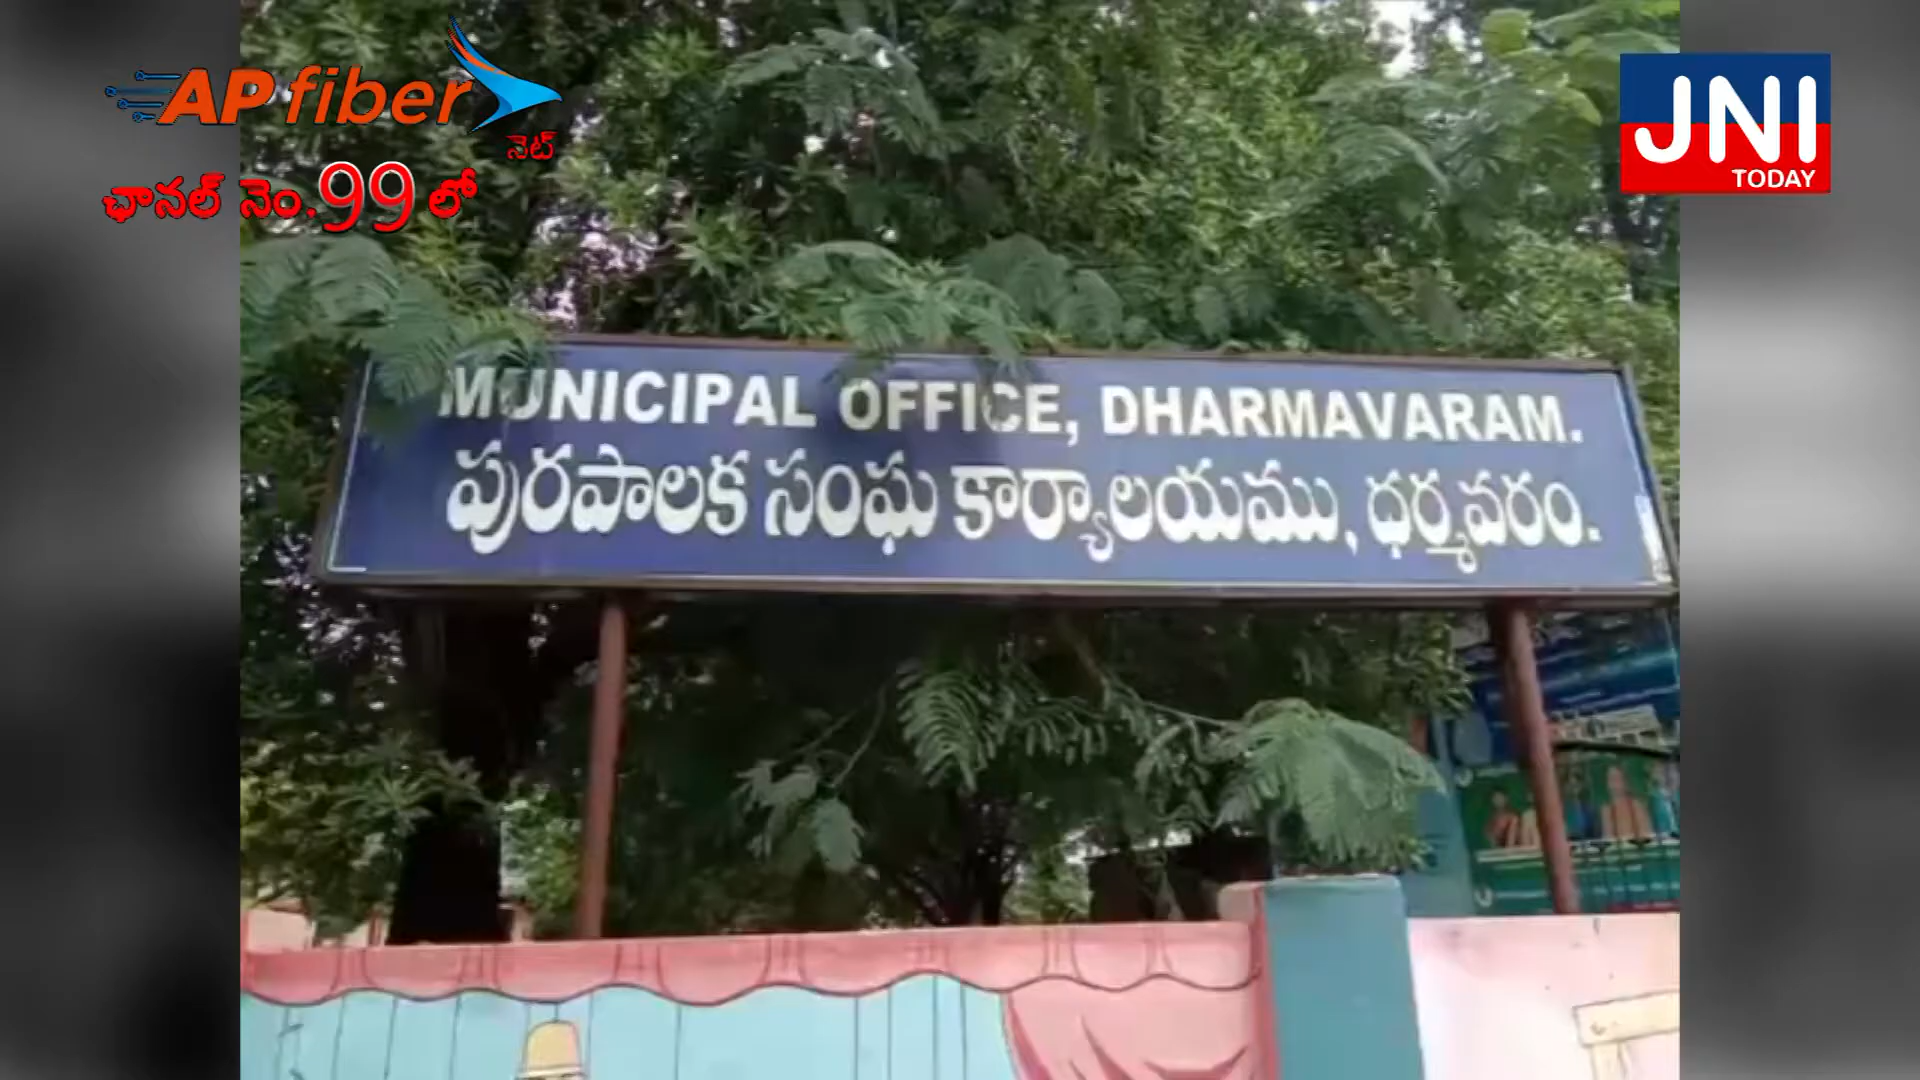 AP fiber
నెట్
ఛానల్ నెం.99 లో
JNI
TODAY
MUNICIPAL OFFICE, DHARMAVARAM.
పురపాలక సంఘ కార్యాలయము, ధర్మవరం.